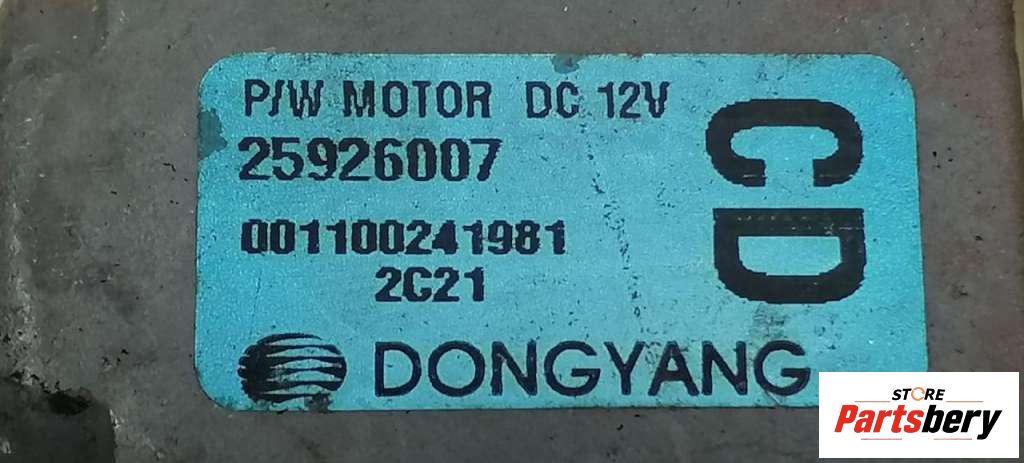 P/W MOTOR DC 12V
25926007
001100241981
2C21
DONGYANG
CD
STORE
Partsbery